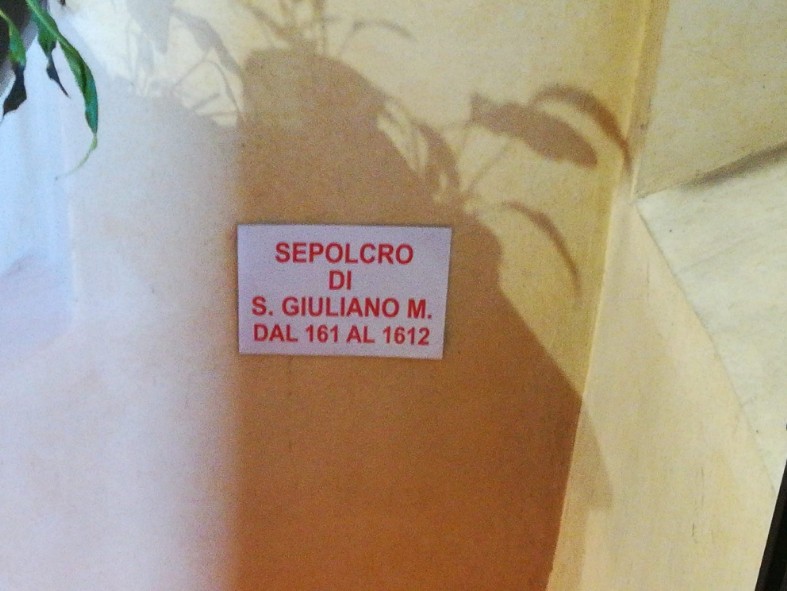 SEPOLCRO
DI
S. GIULIANO M.
DAL 161 AL 1612